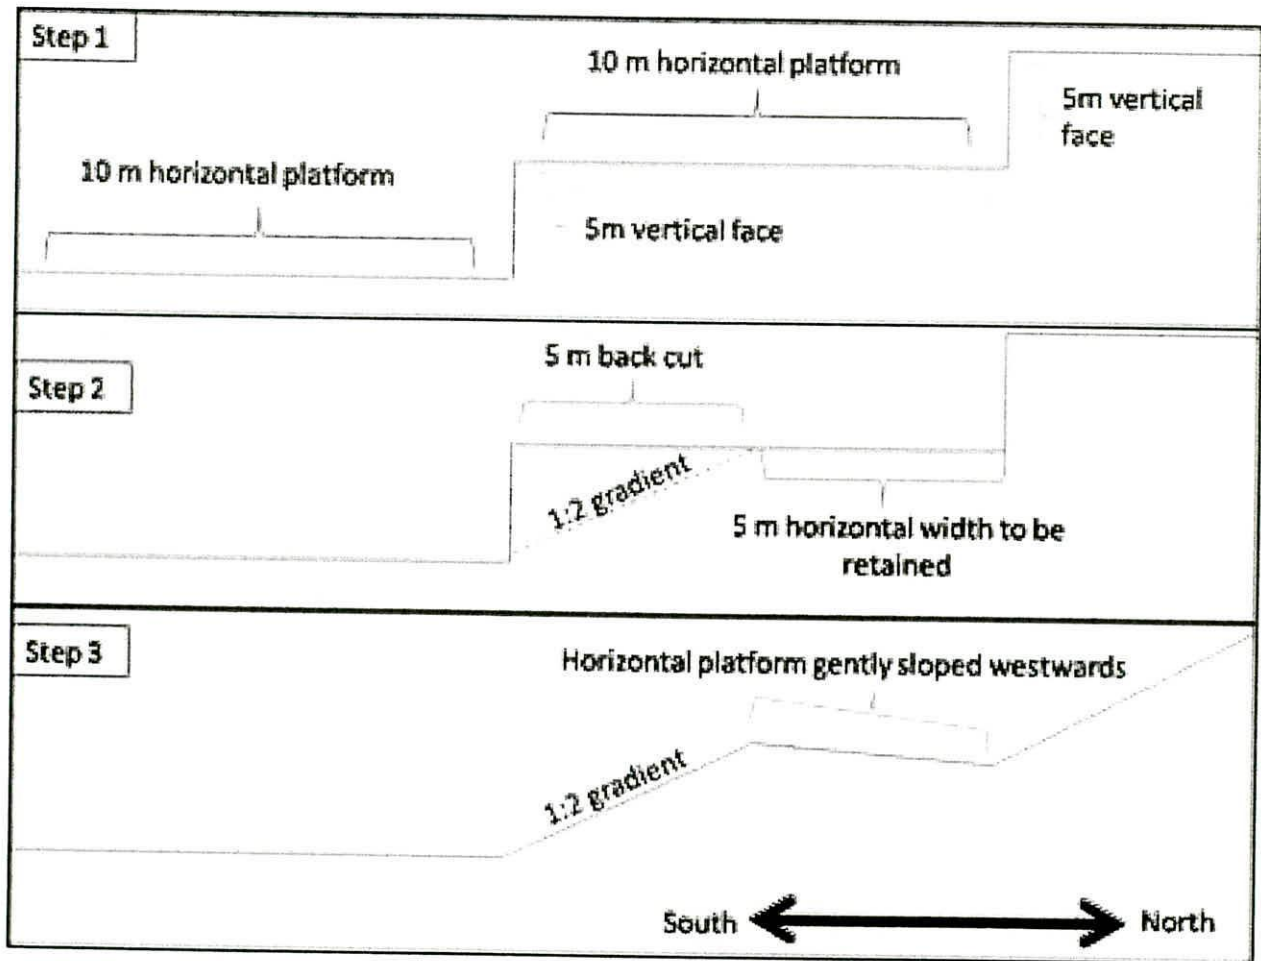 Step 1
10 m horizontal platform
5m vertical
face
10 m horizontal platform
5m vertical face
Step 2
5 m back cut
1:2 gradient
5 m horizontal width to be
retained
Step 3
Horizontal platform gently sloped westwards
1:2 gradient
South
North